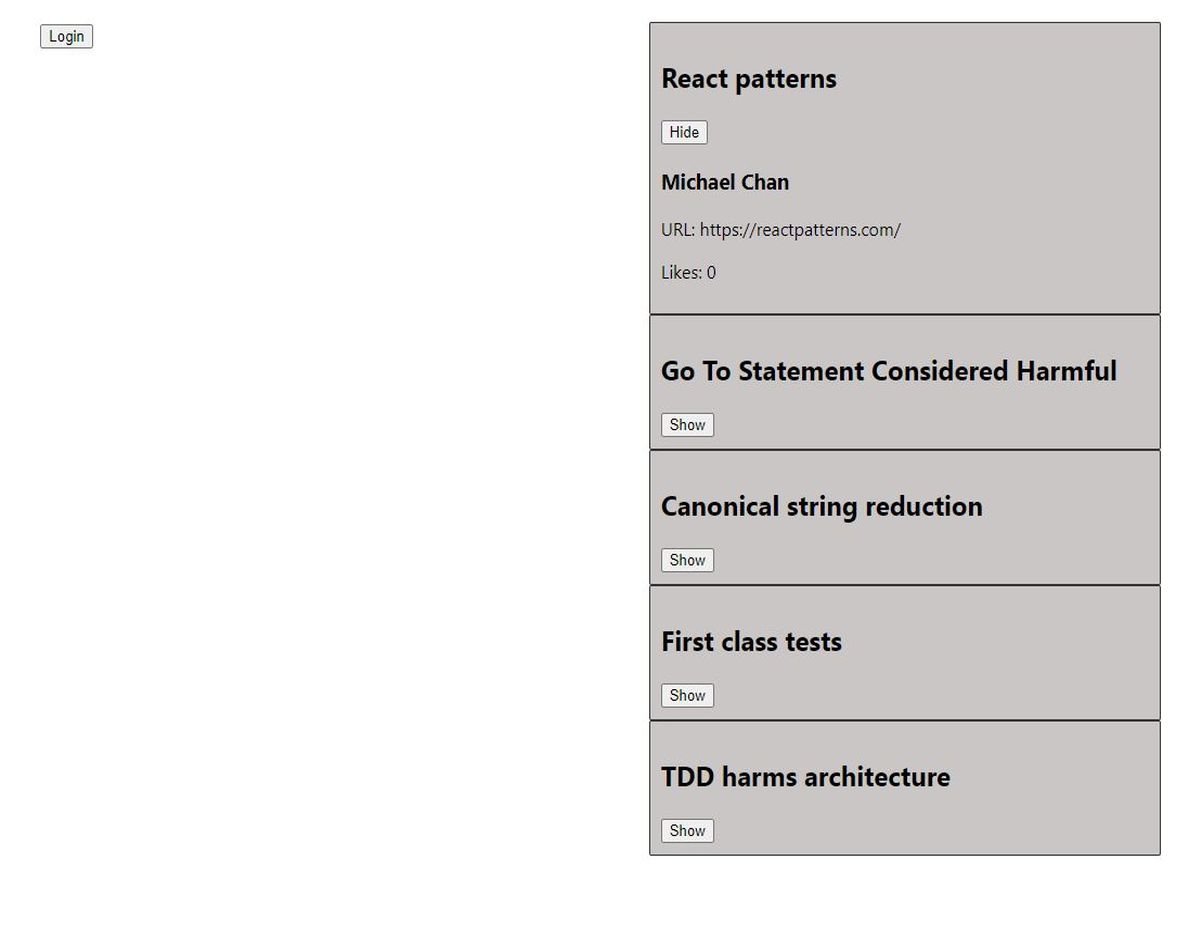 Login
React patterns
Hide
Michael Chan
URL: https://reactpatterns.com/
Likes: 0
Go To Statement Considered Harmful
Show
Canonical string reduction
Show
First class tests
Show
TDD harms architecture
Show